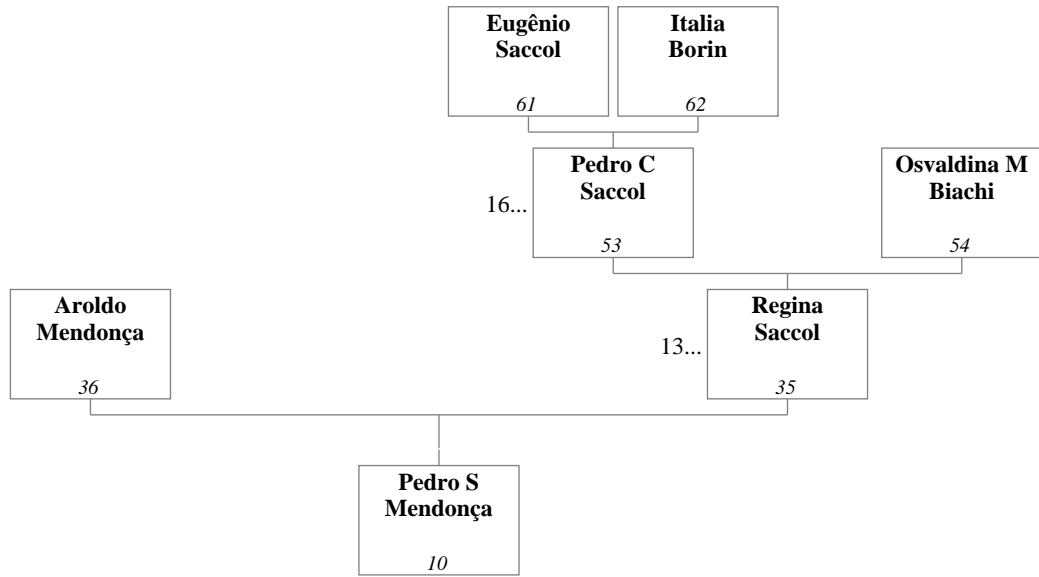 Eugênio
Saccol
61
Italia
Borin
62
Pedro C
Saccol
53
16...
Osvaldina M
Biachi
54
Aroldo
Mendonça
36
Regina
Saccol
35
13...
Pedro S
Mendonça
10